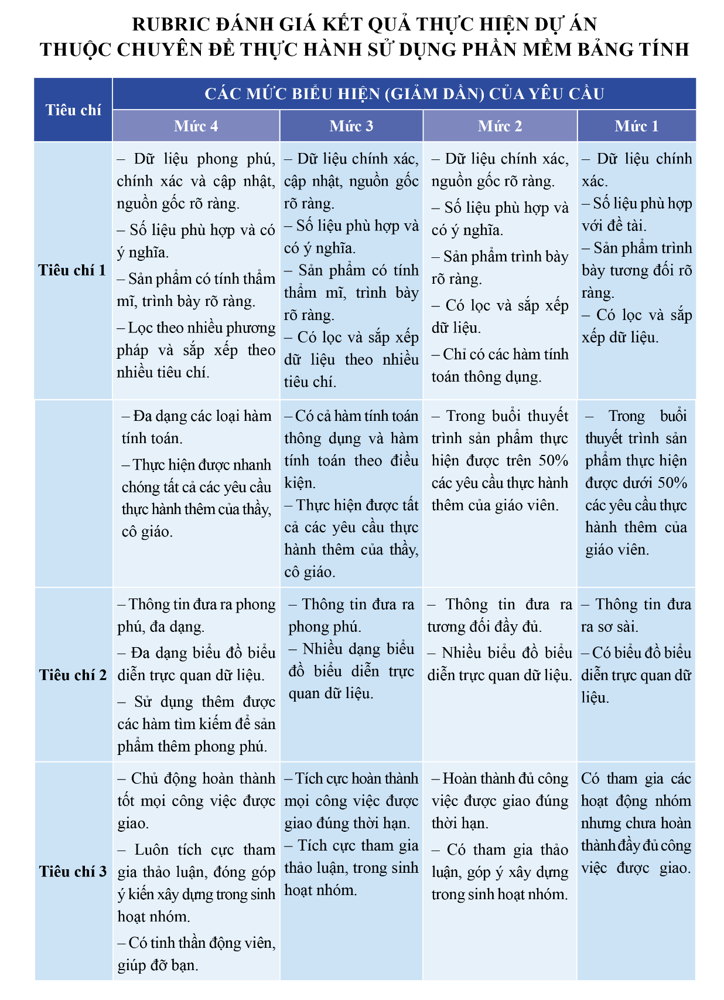 RUBRIC ĐÁNH GIÁ KẾT QUẢ THỰC HIỆN DỰ ÁN
THUỘC CHUYÊN ĐỀ THỰC HÀNH SỬ DỤNG PHẦN MỀM BẢNG TÍNH
Tiêu chí
CÁC MỨC BIỂU HIỆN (GIẢM DẦN) CỦA YÊU CẦU
Mức 4
Mức 3
Mức 2
Mức 1
Tiêu chí 1
– Dữ liệu phong phú,
chính xác và cập nhật,
nguồn gốc rõ ràng.
– Số liệu phù hợp và có
ý nghĩa.
– Sản phẩm có tính thẩm
mĩ, trình bày rõ ràng.
– Lọc theo nhiều phương
pháp và sắp xếp theo
nhiều tiêu chí.
– Dữ liệu chính xác,
cập nhật, nguồn gốc
rõ ràng.
– Số liệu phù hợp và
có ý nghĩa.
– Sản phẩm có tính
thẩm mĩ, trình bày
rõ ràng.
– Có lọc và sắp xếp
dữ liệu theo nhiều
tiêu chí.
– Dữ liệu chính xác,
nguồn gốc rõ ràng.
– Số liệu phù hợp và
có ý nghĩa.
– Sản phẩm trình bày
rõ ràng.
– Có lọc và sắp xếp
dữ liệu.
– Chỉ có các hàm tính
toán thông dụng.
– Dữ liệu chính
xác.
– Số liệu phù hợp
với đề tài.
– Sản phẩm trình
bày tương đối rõ
ràng.
– Có lọc và sắp
xếp dữ liệu.
– Đa dạng các loại hàm
tính toán.
– Thực hiện được nhanh
chóng tất cả các yêu cầu
thực hành thêm của thầy,
cô giáo.
– Có cả hàm tính toán
thông dụng và hàm
tính toán theo điều
kiện.
– Thực hiện được tất
cả các yêu cầu thực
hành thêm của thầy,
cô giáo.
– Trong buổi thuyết
trình sản phẩm thực
hiện được trên 50%
các yêu cầu thực hành
thêm của giáo viên.
– Trong buổi
thuyết trình sản
phẩm thực hiện
được dưới 50%
các yêu cầu thực
hành thêm của
giáo viên.
Tiêu chí 2
– Thông tin đưa ra phong
phú, đa dạng.
– Đa dạng biểu đồ biểu
diễn trực quan dữ liệu.
– Sử dụng thêm được
các hàm tìm kiếm để sản
phẩm thêm phong phú.
– Thông tin đưa ra
phong phú.
– Nhiều dạng biểu
đồ biểu diễn trực
quan dữ liệu.
– Thông tin đưa ra
tương đối đầy đủ.
– Nhiều biểu đồ biểu
diễn trực quan dữ liệu.
– Thông tin đưa
ra sơ sài.
– Có biểu đồ biểu
diễn trực quan dữ
liệu.
Tiêu chí 3
– Chủ động hoàn thành
tốt mọi công việc được
giao.
– Luôn tích cực tham
gia thảo luận, đóng góp
ý kiến xây dựng trong sinh
hoạt nhóm.
– Có tinh thần động viên,
giúp đỡ bạn.
– Tích cực hoàn thành
mọi công việc được
giao đúng thời hạn.
– Tích cực tham gia
thảo luận, trong sinh
hoạt nhóm.
– Hoàn thành đủ công
việc được giao đúng
thời hạn.
– Có tham gia thảo
luận, góp ý xây dựng
trong sinh hoạt nhóm.
Có tham gia các
hoạt động nhóm
nhưng chưa hoàn
thành đầy đủ công
việc được giao.